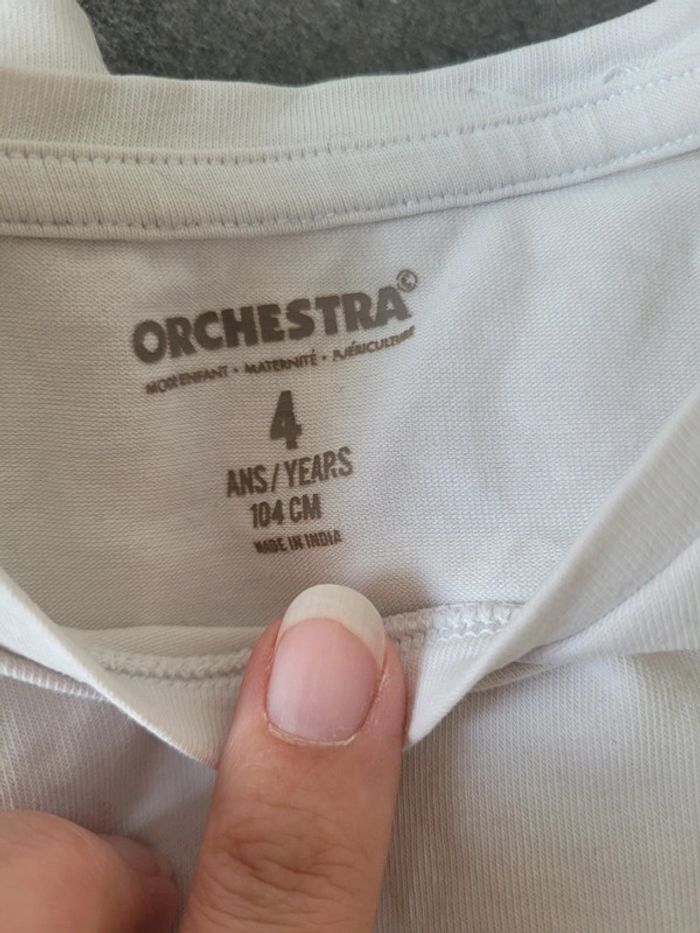 ORCHESTRA©
MODE ENFANT • MATERNITÉ • PUÉRICULTURE
4
ANS/YEARS
104 CM
MADE IN INDIA